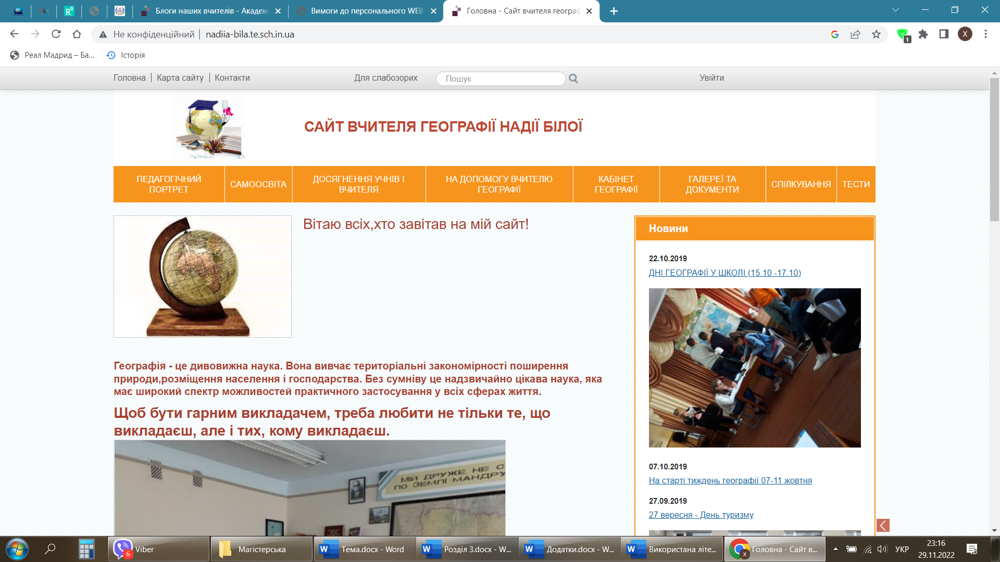 Блоги наших вчителів - Академі
Вимоги до персонального WEB
Головна - Сайт вчителя географ
Не конфіденційний | nadiia-bila.te.sch.in.ua
1
X
Реал Мадрид – Ба...
Історія
Головна | Карта сайту | Контакти
Для слабозорих
Пошук
Увійти
САЙТ ВЧИТЕЛЯ ГЕОГРАФІЇ НАДІЇ БІЛОЇ
ПЕДАГОГІЧНИЙ
ПОРТРЕТ
САМООСВІТА
ДОСЯГНЕННЯ УЧНІВ І
ВЧИТЕЛЯ
НА ДОПОМОГУ ВЧИТЕЛЮ
ГЕОГРАФІЇ
КАБІНЕТ
ГЕОГРАФІЇ
ГАЛЕРЕЇ ТА
ДОКУМЕНТИ
СПІЛКУВАННЯ
ТЕСТИ
Вітаю всіх,хто завітав на мій сайт!
Географія - це дивовижна наука. Вона вивчає територіальні закономірності поширення
природи,розміщення населення і господарства. Без сумніву це надзвичайно цікава наука, яка
має широкий спектр можливостей практичного застосування у всіх сферах життя.
Щоб бути гарним викладачем, треба любити не тільки те, що
викладаєш, але і тих, кому викладаєш.
МІЙ ДРУЖЕ, НЕ С
ПО ЗЕМЛІ МАНДРУ
Новини
22.10.2019
ДНІ ГЕОГРАФІЇ У ШКОЛІ (15.10 -17.10)
07.10.2019
На старті тиждень географії 07-11 жовтня
27.09.2019
27 вересня - День туризму
6
Viber
Магістерська
Тема.docx - Word
Розділ 3.docx - W...
Додатки.docx - W...
Використана літе...
X
Головна - Сайт в...
УКР
23:16
29.11.2022